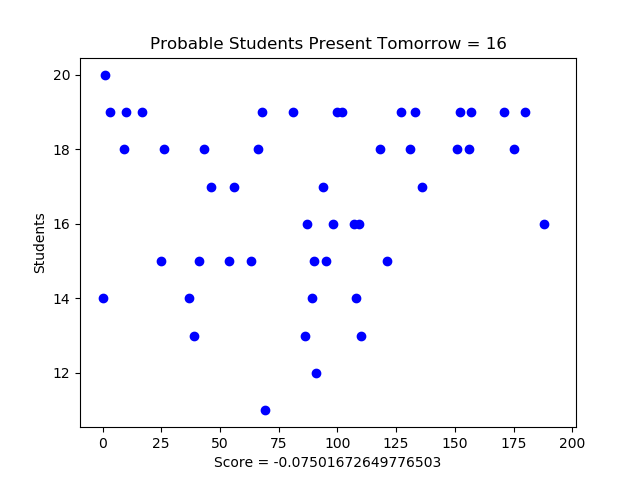 Probable Students Present Tomorrow = 16
20
18
16
14
12
Students
0 25 50 75 100 125 150 175 200
Score = -0.07501672649776503